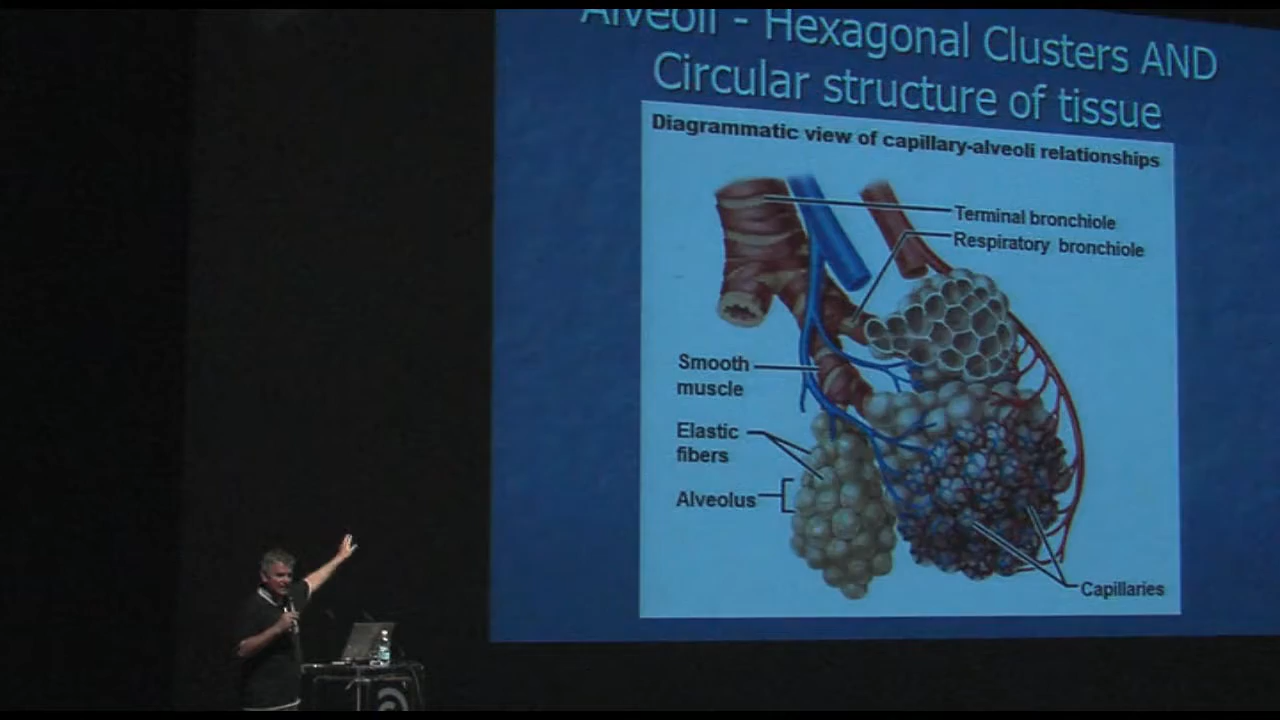 Alveoli - Hexagonal Clusters AND
Circular structure of tissue
Diagrammatic view of capillary-alveoli relationships
Terminal bronchiole
Respiratory bronchiole
Smooth
muscle
Elastic
fibers
Alveolus
Capillaries